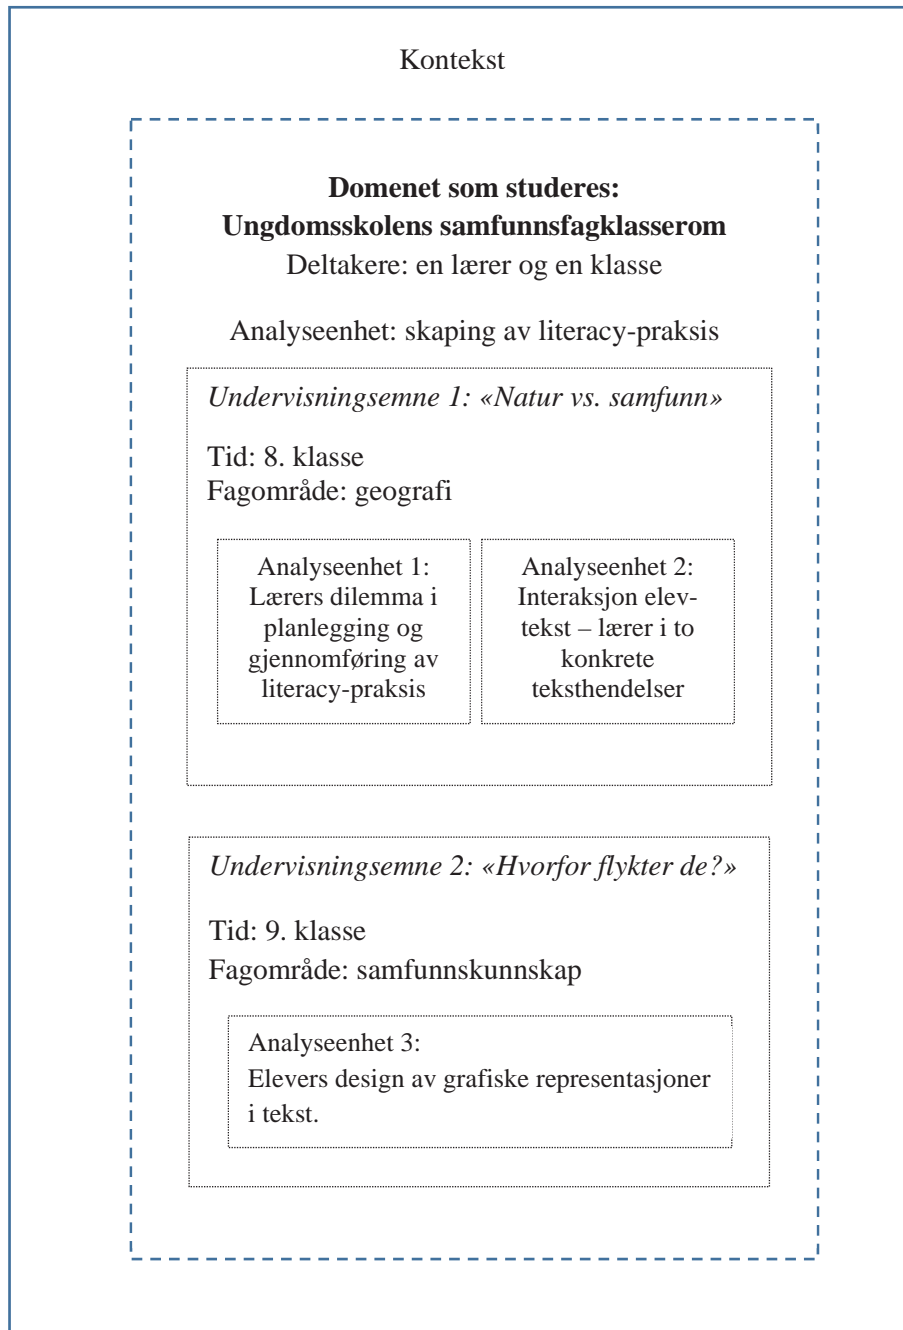 Kontekst
Domenet som studeres:
Ungdomsskolens samfunnsfagklasserom
Deltakere: en lærer og en klasse
Analyseenhet: skaping av literacy-praksis
Undervisningsemne 1: «Natur vs. samfunn»
Tid: 8. klasse
Fagområde: geografi
Analyseenhet 1:
Lærers dilemma i
planlegging og
gjennomføring av
literacy-praksis
Analyseenhet 2:
Interaksjon elev-
tekst – lærer i to
konkrete
teksthendelser
Undervisningsemne 2: «Hvorfor flykter de?»
Tid: 9. klasse
Fagområde: samfunnskunnskap
Analyseenhet 3:
Elevers design av grafiske representasjoner
i tekst.